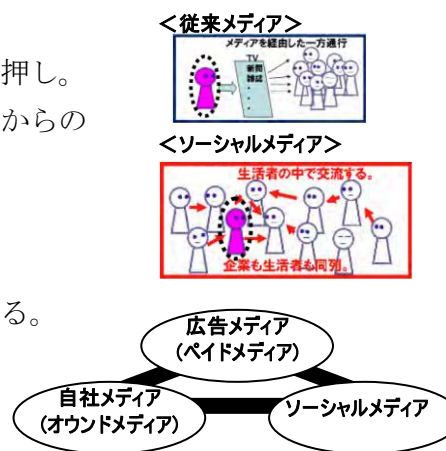 ＜従来メディア＞
メディアを経由した一方通行
押し。
TV
新聞
雑誌
・
・
・
からの
＜ソーシャルメディア＞
生活者の中で交流する。
企業も生活者も同列。
る。
広告メディア
(ペイドメディア)
自社メディア
(オウンドメディア)
ソーシャルメディア